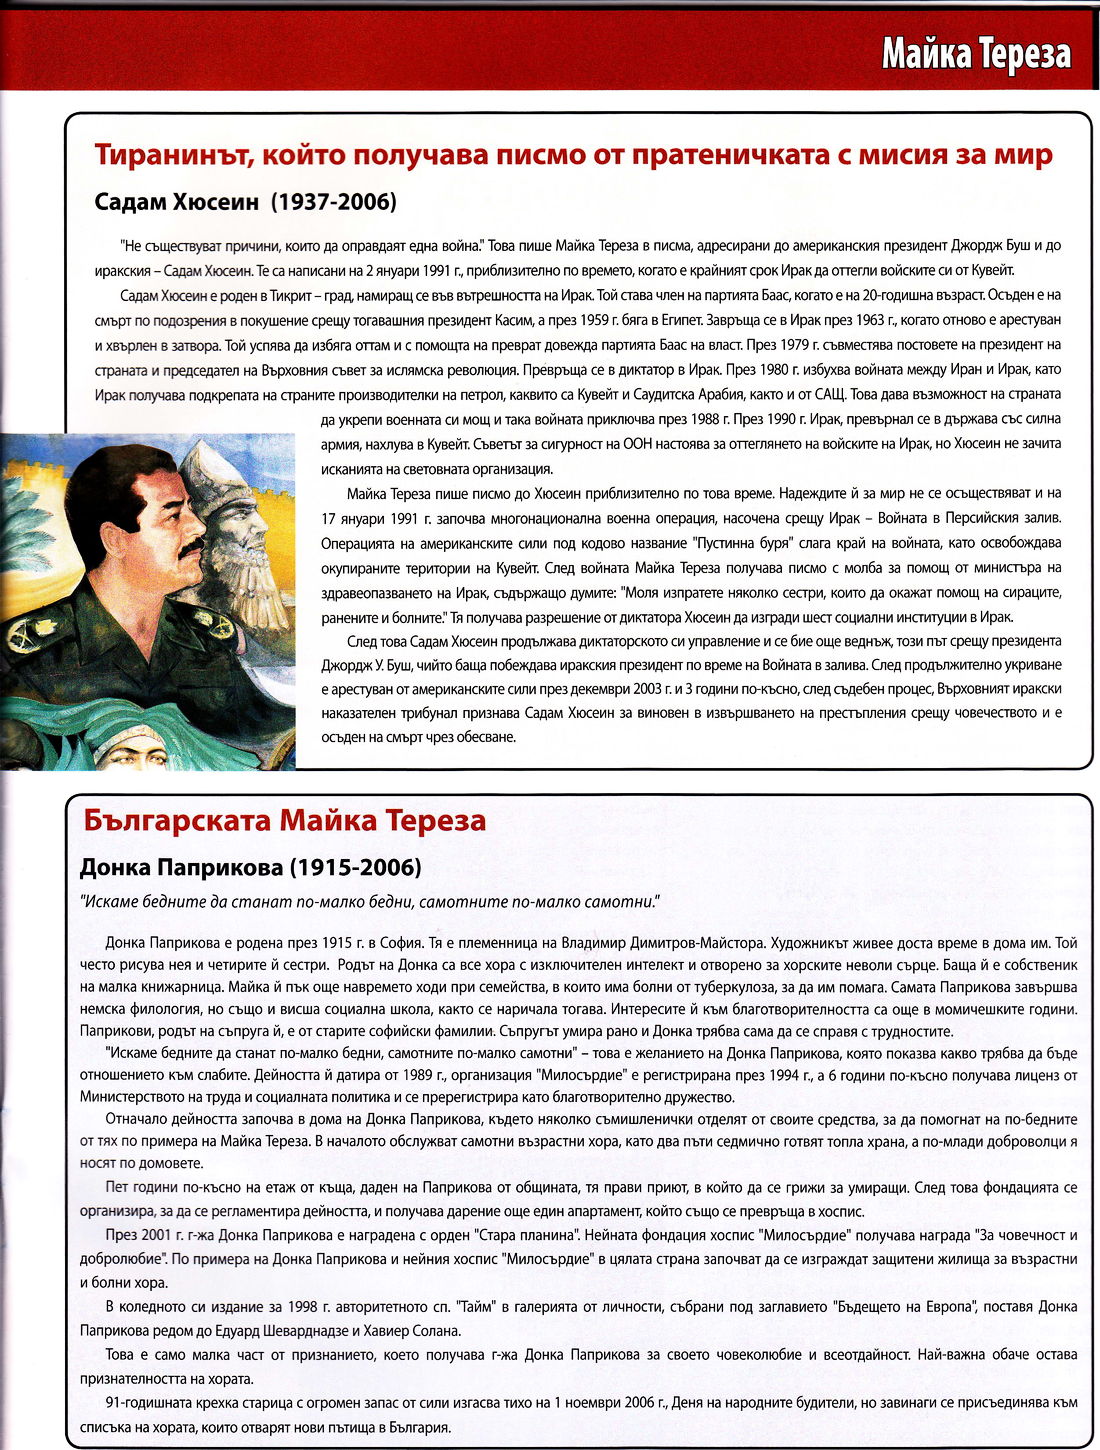 Майка Тереза
Тиранинът, който получава писмо от пратеничката с мисия за мир
Садам Хюсеин (1937-2006)
"Не съществуват причини, които да оправдаят една война." Това пише Майка Тереза в писма, адресирани до американския президент Джордж Буш и до
иракския – Садам Хюсеин. Те са написани на 2 януари 1991 г., приблизително по времето, когато е крайният срок Ирак да оттегли войските си от Кувейт.
Садам Хюсеин е роден в Тикрит – град, намиращ се във вътрешността на Ирак. Той става член на партията Баас, когато е на 20-годишна възраст. Осъден е на
смърт по подозрения в покушение срещу тогавашния президент Касим, а през 1959 г. бяга в Египет. Завръща се в Ирак през 1963 г., когато отново е арестуван
и хвърлен в затвора. Той успява да избяга оттам и с помощта на преврат довежда партията Баас на власт. През 1979 г. съвместява постовете на президент на
страната и председател на Върховния съвет за ислямска революция. Превръща се в диктатор в Ирак. През 1980 г. избухва войната между Иран и Ирак, като
Ирак получава подкрепата на страните производителки на петрол, каквито са Кувейт и Саудитска Арабия, както и от САЩ. Това дава възможност на страната
да укрепи военната си мощ и така войната приключва през 1988 г. През 1990 г. Ирак, превърнал се в държава със силна
армия, нахлува в Кувейт. Съветът за сигурност на ООН настоява за оттеглянето на войските на Ирак, но Хюсеин не зачита
исканията на световната организация.
Майка Тереза пише писмо до Хюсеин приблизително по това време. Надеждите й за мир не се осъществяват и на
17 януари 1991 г. започва многонационална военна операция, насочена срещу Ирак – Войната в Персийския залив.
Операцията на американските сили под кодово название "Пустинна буря" слага край на войната, като освобождава
окупираните територии на Кувейт. След войната Майка Тереза получава писмо с молба за помощ от министъра на
здравеопазването на Ирак, съдържащо думите: "Моля изпратете няколко сестри, които да окажат помощ на сираците,
ранените и болните." Тя получава разрешение от диктатора Хюсеин да изгради шест социални институции в Ирак.
След това Садам Хюсеин продължава диктаторското си управление и се бие още веднъж, този път срещу президента
Джордж У. Буш, чийто баща побеждава иракския президент по време на Войната в залива. След продължително укриване
е арестуван от американските сили през декември 2003 г. и 3 години по-късно, след съдебен процес, Върховният иракски
наказателен трибунал признава Садам Хюсеин за виновен в извършването на престъпления срещу човечеството и е
осъден на смърт чрез обесване.
Българската Майка Тереза
Донка Паприкова (1915-2006)
"Искаме бедните да станат по-малко бедни, самотните по-малко самотни."
Донка Паприкова е родена през 1915 г. в София. Тя е племенница на Владимир Димитров-Майстора. Художникът живее доста време в дома им. Той
често рисува нея и четирите й сестри. Родът на Донка са все хора с изключителен интелект и отворено за хорските неволи сърце. Баща й е собственик
на малка книжарница. Майка й пък още навремето ходи при семейства, в които има болни от туберкулоза, за да им помага. Самата Паприкова завършва
немска филология, но също и висша социална школа, както се наричала тогава. Интересите й към благотворителността са още в момичешките години.
Паприкови, родът на съпруга й, е от старите софийски фамилии. Съпругът умира рано и Донка трябва сама да се справя с трудностите.
"Искаме бедните да станат по-малко бедни, самотните по-малко самотни" – това е желанието на Донка Паприкова, която показва какво трябва да бъде
отношението към слабите. Дейността й датира от 1989 г., организация "Милосърдие" е регистрирана през 1994 г., а 6 години по-късно получава лиценз от
Министерството на труда и социалната политика и се пререгистрира като благотворително дружество.
Отначало дейността започва в дома на Донка Паприкова, където няколко съмишленички отделят от своите средства, за да помогнат на по-бедните
от тях по примера на Майка Тереза. В началото обслужват самотни възрастни хора, като два пъти седмично готвят топла храна, а по-млади доброволци я
носят по домовете.
Пет години по-късно на етаж от къща, даден на Паприкова от общината, тя прави приют, в който да се грижи за умиращи. След това фондацията се
организира, за да се регламентира дейността, и получава дарение още един апартамент, който също се превръща в хоспис.
През 2001 г. г-жа Донка Паприкова е наградена с орден "Стара планина". Нейната фондация хоспис "Милосърдие" получава награда "За човечност и
добролюбие". По примера на Донка Паприкова и нейния хоспис "Милосърдие" в цялата страна започват да се изграждат защитени жилища за възрастни
и болни хора.
В коледното си издание за 1998 г. авторитетното сп. "Тайм" в галерията от личности, събрани под заглавието "Бъдещето на Европа", поставя Донка
Паприкова редом до Едуард Шеварднадзе и Хавиер Солана.
Това е само малка част от признанието, което получава г-жа Донка Паприкова за своето човеколюбие и всеотдайност. Най-важна обаче остава
признателността на хората.
91-годишната крехка старица с огромен запас от сили изгасва тихо на 1 ноември 2006 г., Деня на народните будители, но завинаги се присъединява към
списъка на хората, които отварят нови пътища в България.